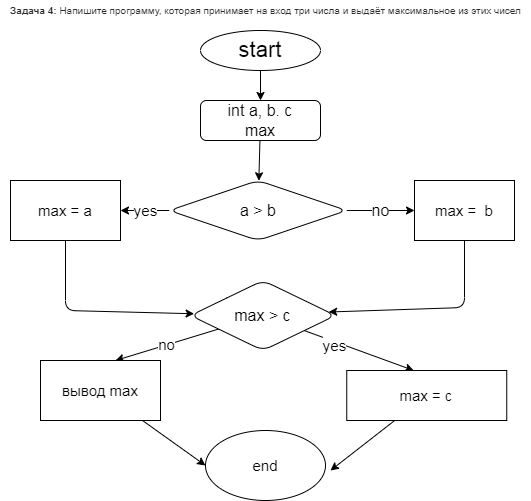 Задача 4: Напишите программу, которая принимает на вход три числа и выдаёт максимальное из этих чисел
start
int a, b. c
max
max = a
yes
a > b
no
max = b
max > c
no
yes
вывод max
max = c
end